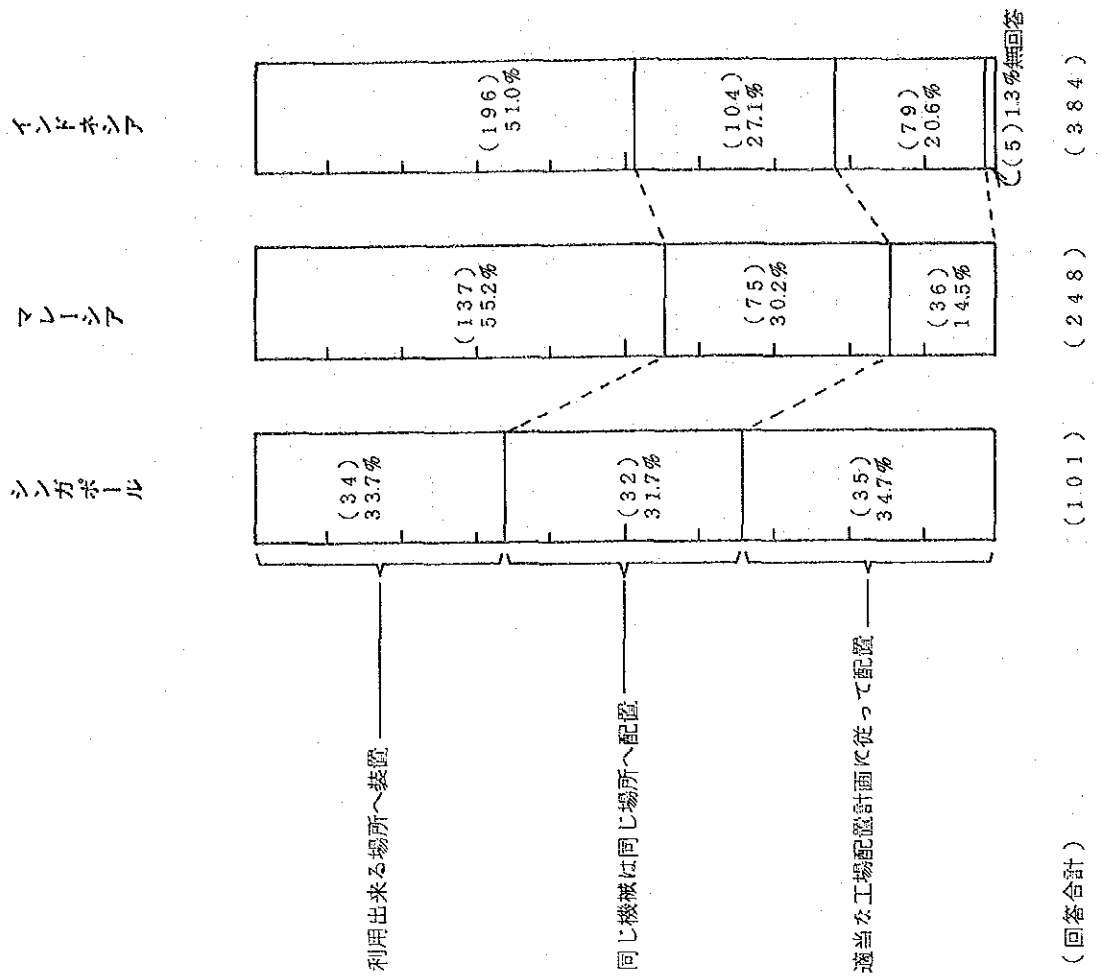 シンガポール
マレーシア
インドネシア
利用出来る場所へ装置
(34)
33.7%
(137)
55.2%
(196)
51.0%
同じ機械は同じ場所へ配置
(32)
31.7%
(75)
30.2%
(104)
27.1%
適当な工場配置計画に従って配置
(35)
34.7%
(36)
14.5%
(79)
20.6%
(5)1.3%無回答
(回答合計)
(101)
(248)
(384)